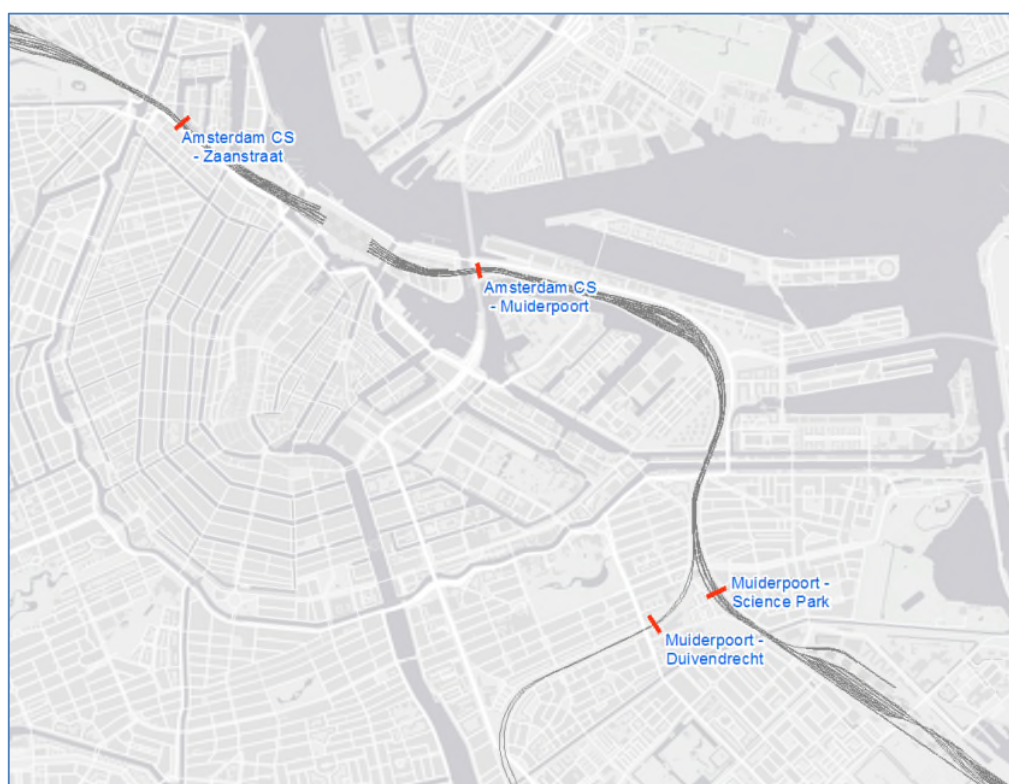 Amsterdam CS
- Zaanstraat
Amsterdam CS
- Muiderpoort
Muiderpoort -
Science Park
Muiderpoort -
Duivendrecht